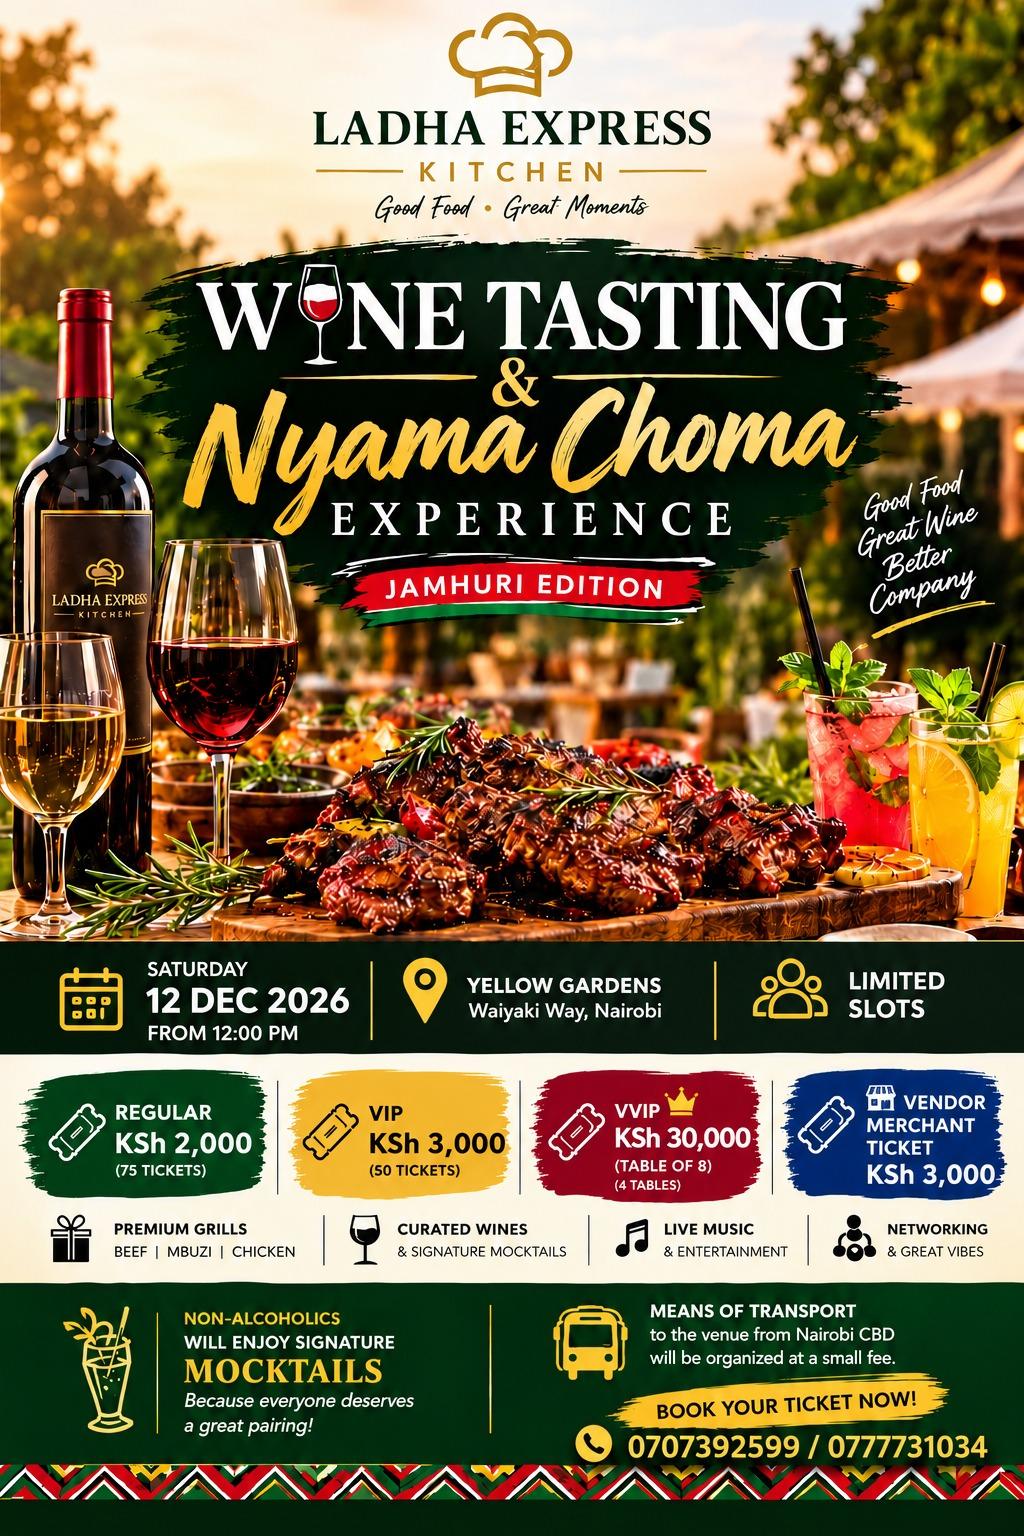 LADHA EXPRESS
KITCHEN
Good Food • Great Moments
WINE TASTING
&
Nyama Choma
EXPERIENCE
JAMHURI EDITION
Good Food
Great Wine
Better
Company
LADHA EXPRESS
KITCHEN
SATURDAY
12 DEC 2026
FROM 12:00 PM
YELLOW GARDENS
Waiyaki Way, Nairobi
LIMITED
SLOTS
REGULAR
KSh 2,000
(75 TICKETS)
VIP
KSh 3,000
(50 TICKETS)
VVIP
KSh 30,000
(TABLE OF 8)
(4 TABLES)
VENDOR
MERCHANT
TICKET
KSh 3,000
PREMIUM GRILLS
BEEF | MBUZI | CHICKEN
CURATED WINES
& SIGNATURE MOCKTAILS
LIVE MUSIC
& ENTERTAINMENT
NETWORKING
& GREAT VIBES
NON-ALCOHOLICS
WILL ENJOY SIGNATURE
MOCKTAILS
Because everyone deserves
a great pairing!
MEANS OF TRANSPORT
to the venue from Nairobi CBD
will be organized at a small fee.
BOOK YOUR TICKET NOW!
0707392599 / 0777731034